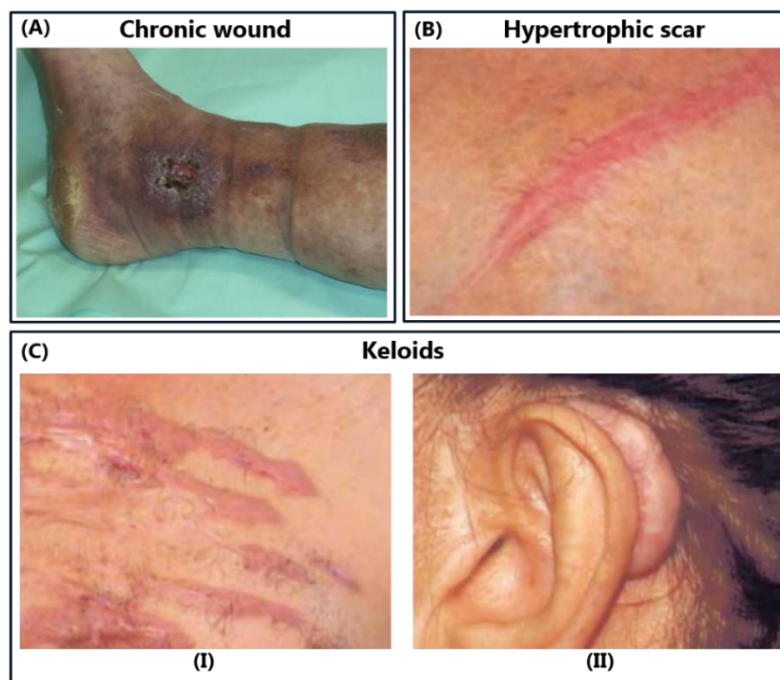 (A) Chronic wound
(B) Hypertrophic scar
(C) Keloids
(I)
(II)